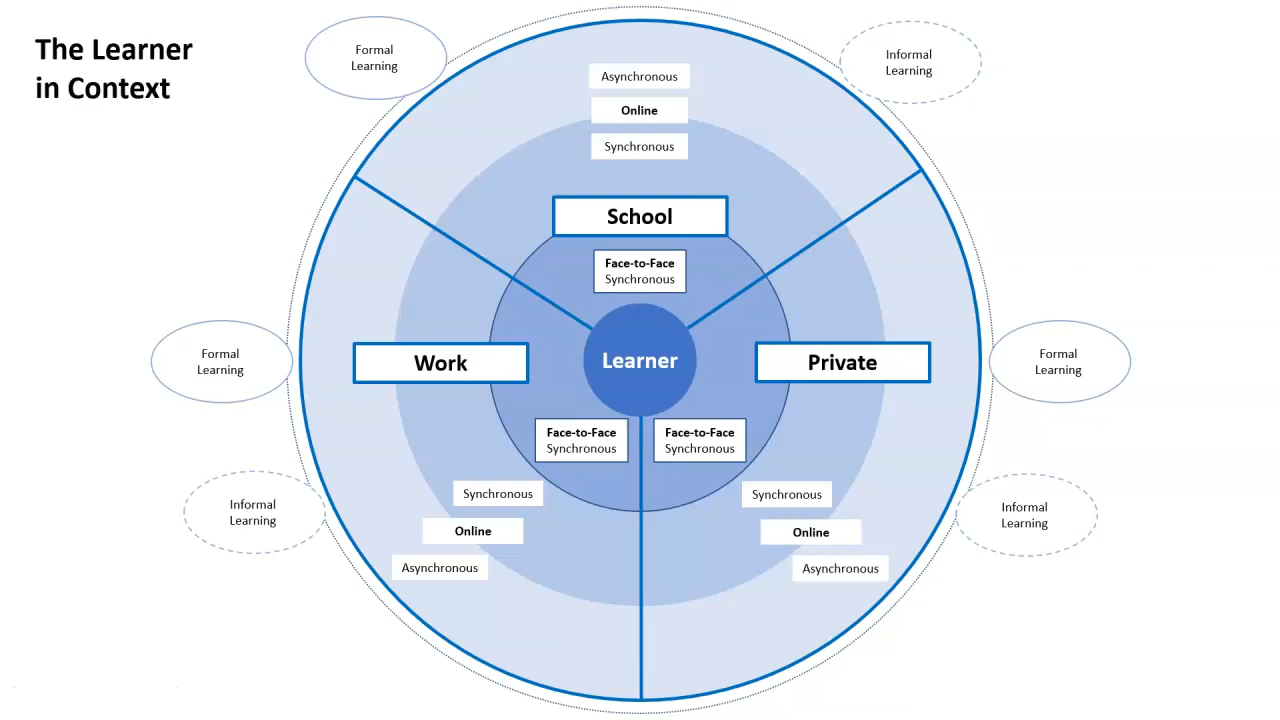 The Learner
in Context
Formal
Learning
Informal
Learning
Asynchronous
Online
Synchronous
School
Face-to-Face
Synchronous
Formal
Learning
Work
Learner
Private
Formal
Learning
Face-to-Face
Synchronous
Face-to-Face
Synchronous
Informal
Learning
Synchronous
Online
Asynchronous
Synchronous
Online
Asynchronous
Informal
Learning